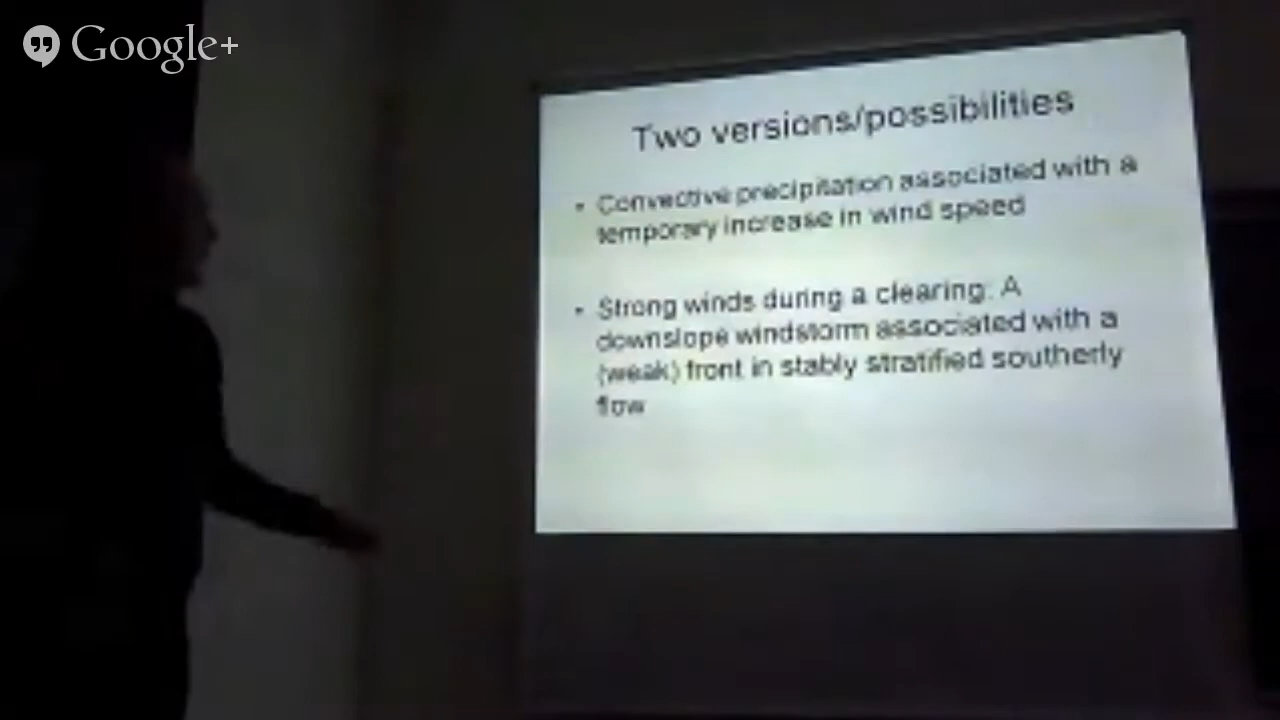 Google+
Two versions/possibilities
• Convective precipitation associated with a
temporary increase in wind speed
• Strong winds during a clearing: A
downslope windstorm associated with a
(weak) front in stably stratified southerly
flow